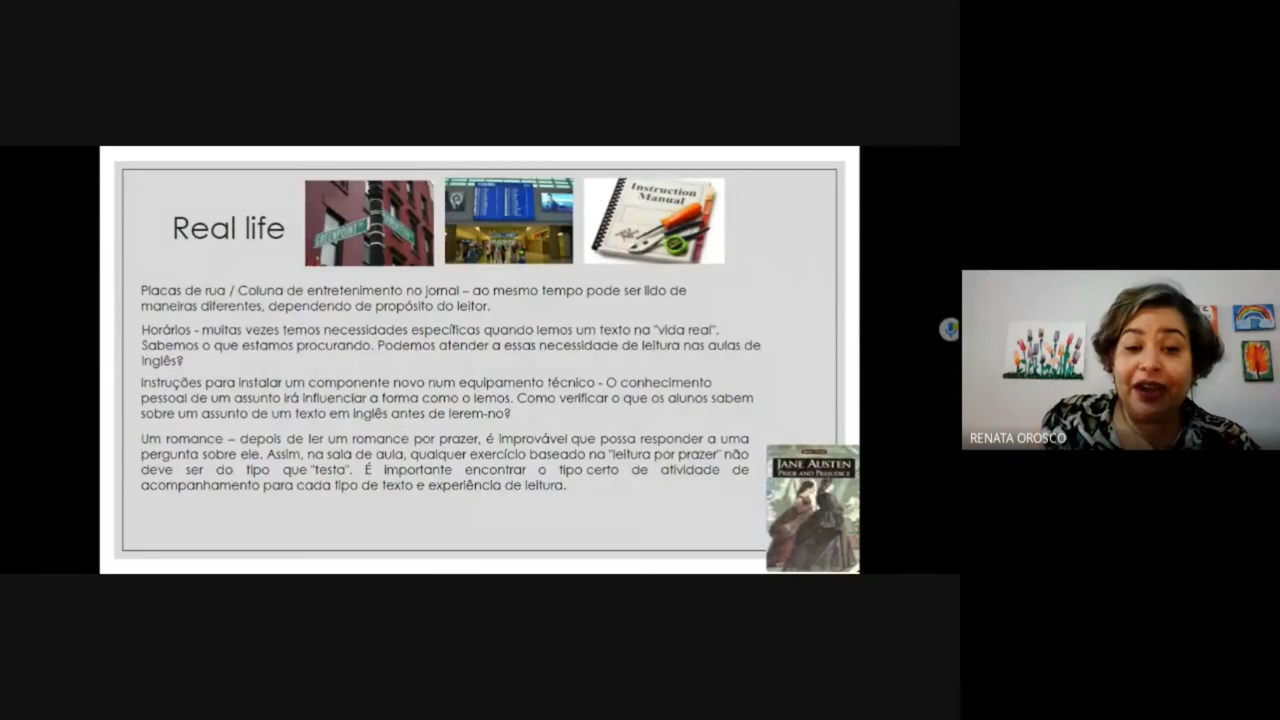 Real life
GREENPOINT
Instruction
Manual
Placas de rua / Coluna de entretenimento no jornal – ao mesmo tempo pode ser lido de
maneiras diferentes, dependendo de propósito do leitor.
Horários - muitas vezes temos necessidades específicas quando lemos um texto na "vida real".
Sabemos o que estamos procurando. Podemos atender a essas necessidade de leitura nas aulas de
inglês?
Instruções para instalar um componente novo num equipamento técnico - O conhecimento
pessoal de um assunto irá influenciar a forma como o lemos. Como verificar o que os alunos sabem
sobre um assunto de um texto em inglês antes de lerem-no?
Um romance – depois de ler um romance por prazer, é improvável que possa responder a uma
pergunta sobre ele. Assim, na sala de aula, qualquer exercício baseado na "leitura por prazer" não
deve ser do tipo que "testa". É importante encontrar o tipo certo de atividade de
acompanhamento para cada tipo de texto e experiência de leitura.
JANE AUSTEN
PRIDE AND PREJUDICE
RENATA OROSCO